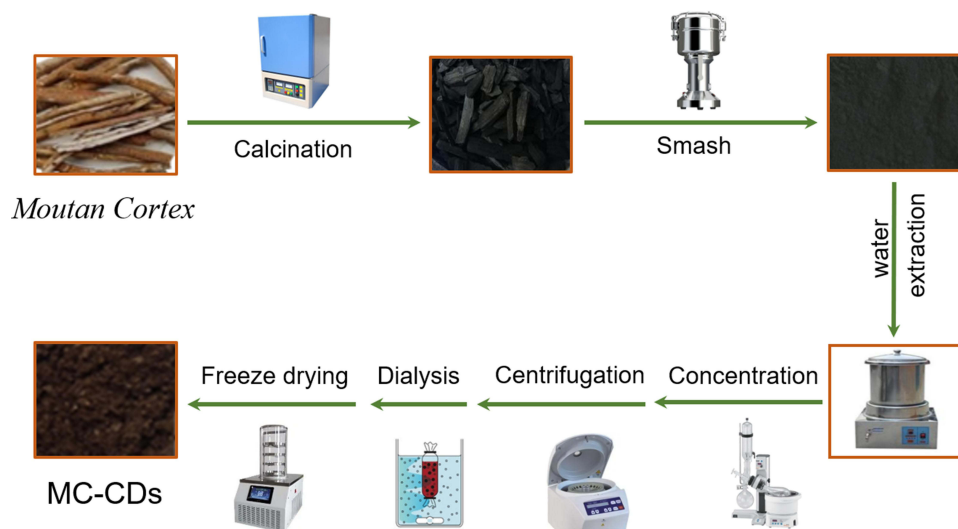 Calcination
Smash
Moutan Cortex
water
extraction
Concentration
Centrifugation
Dialysis
Freeze drying
MC-CDs